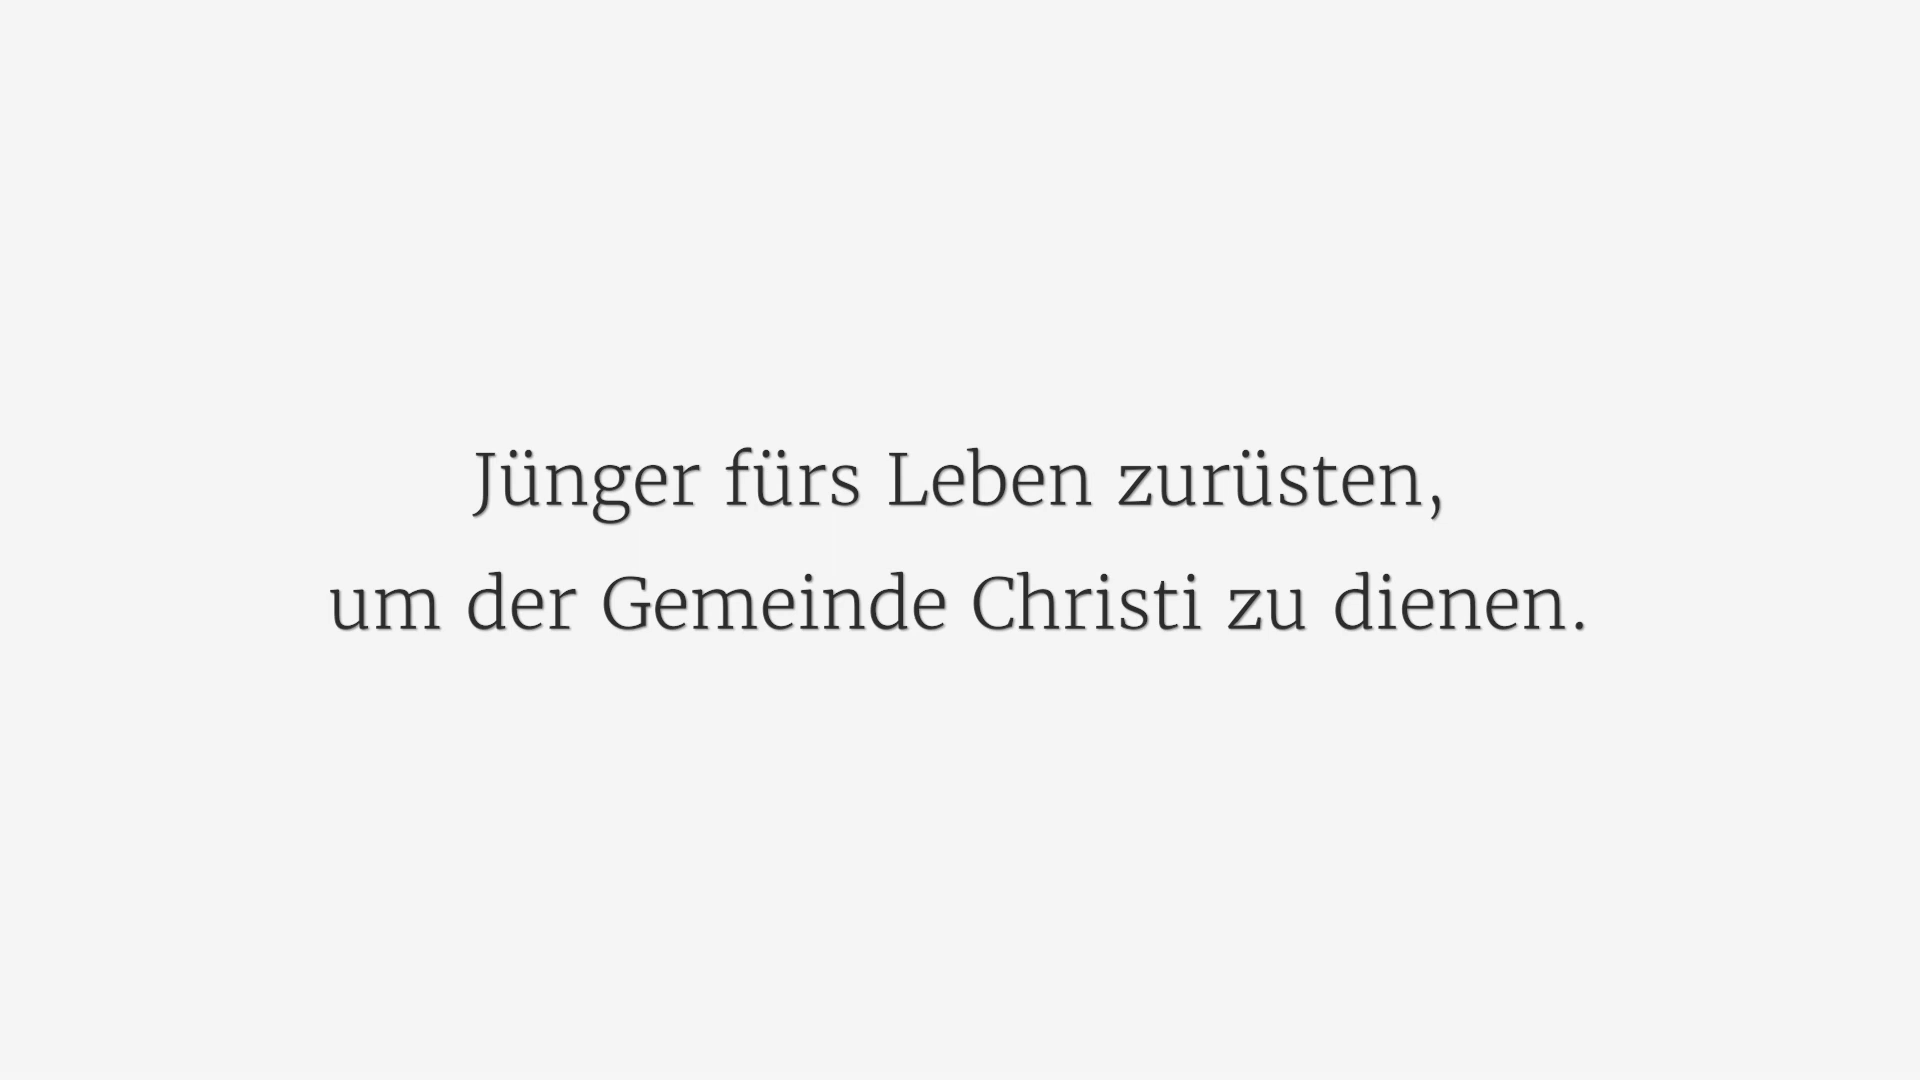 Jünger fürs Leben zurüsten,
um der Gemeinde Christi zu dienen.